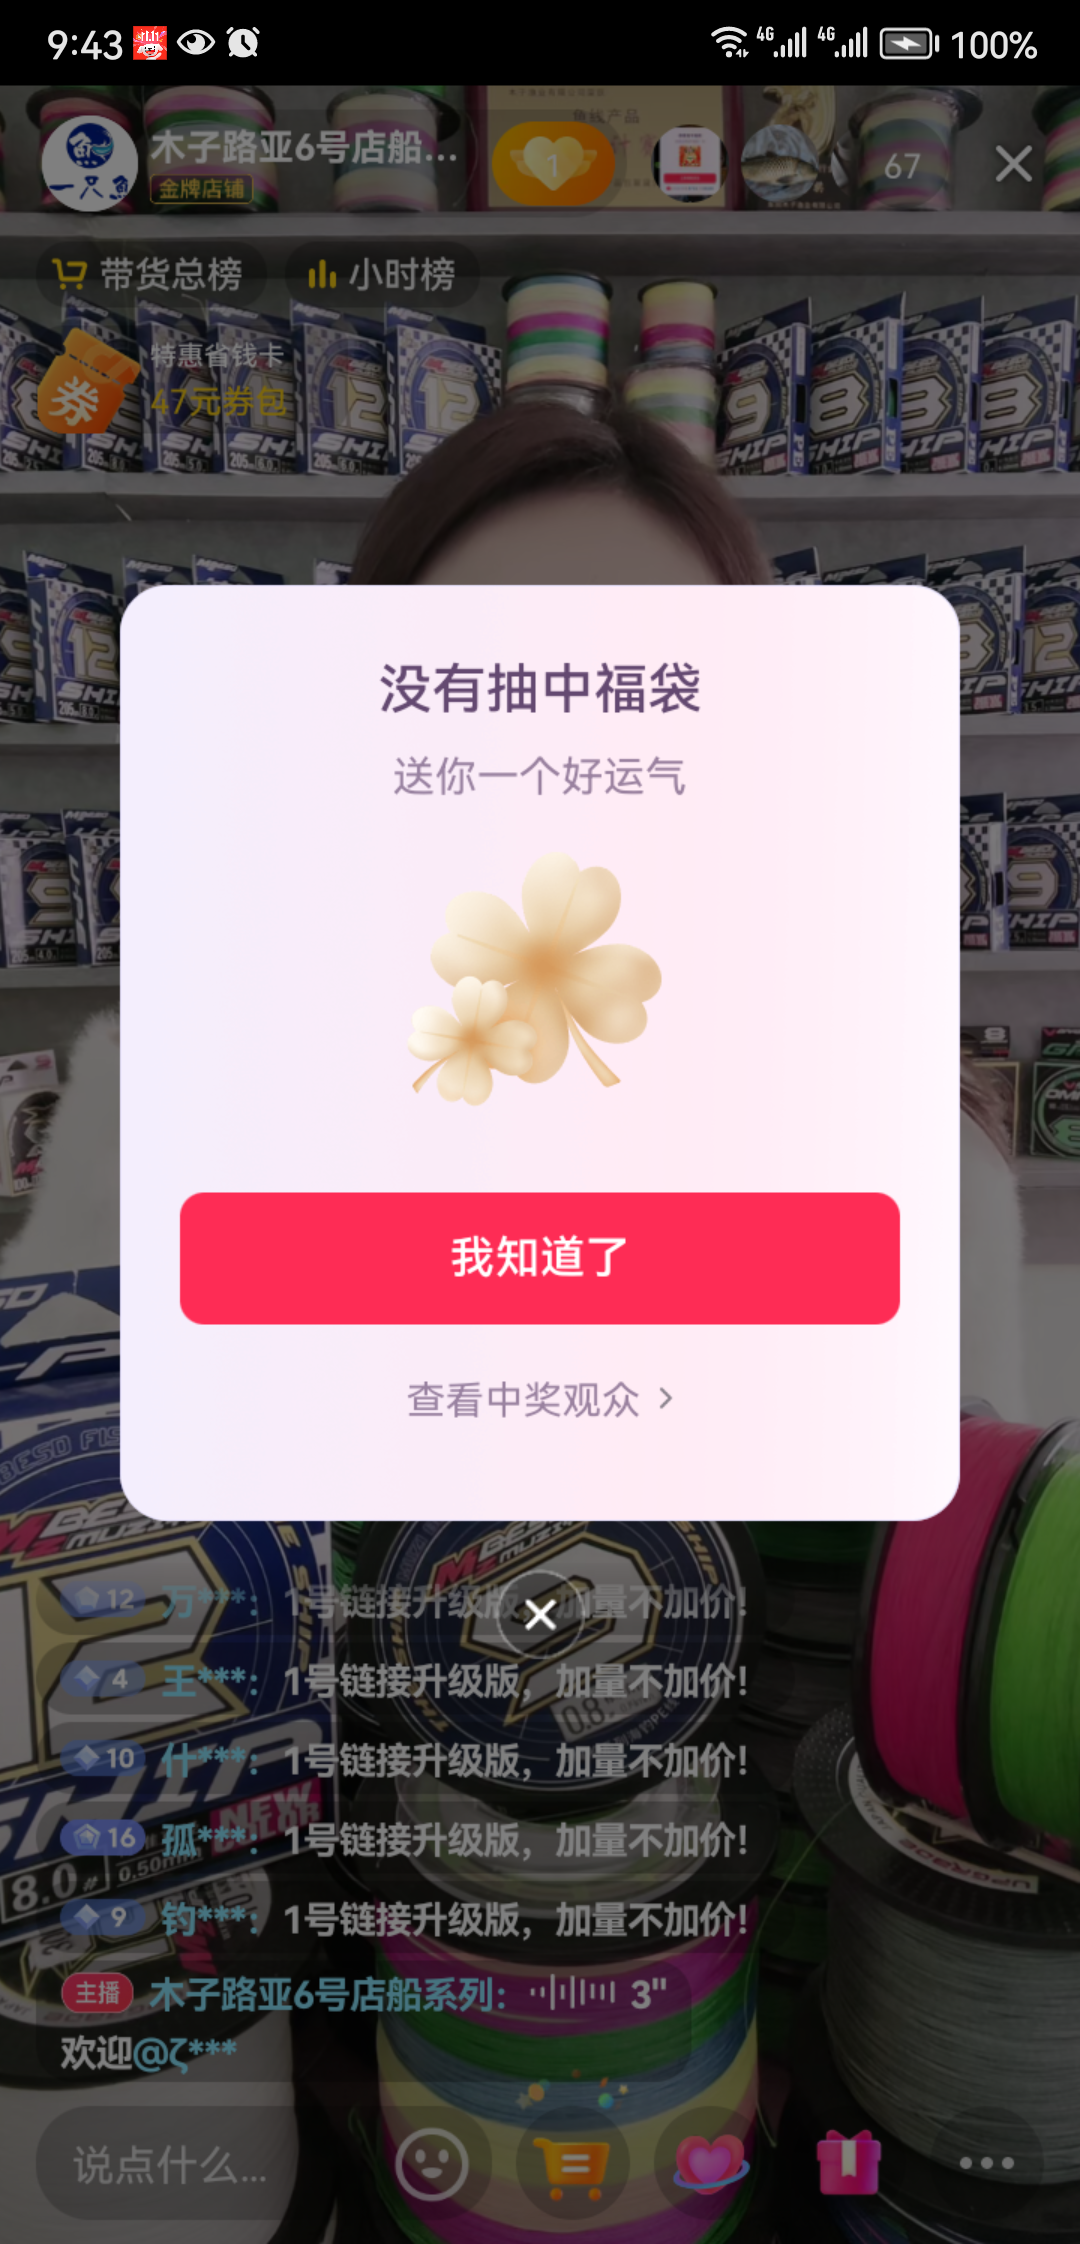 9:43
4G
4G
100%
木子路亚6号店船...
金牌店铺
1
67
带货总榜
小时榜
特惠省钱卡
47元券包
券
没有抽中福袋
送你一个好运气
我知道了
查看中奖观众 >
12 万***: 1号链接升级版，加量不加价!
4 王***: 1号链接升级版，加量不加价!
10 什***: 1号链接升级版，加量不加价!
16 孤***: 1号链接升级版，加量不加价!
9 钓***: 1号链接升级版，加量不加价!
主播 木子路亚6号店船系列: 3"
欢迎@ζ***
说点什么...